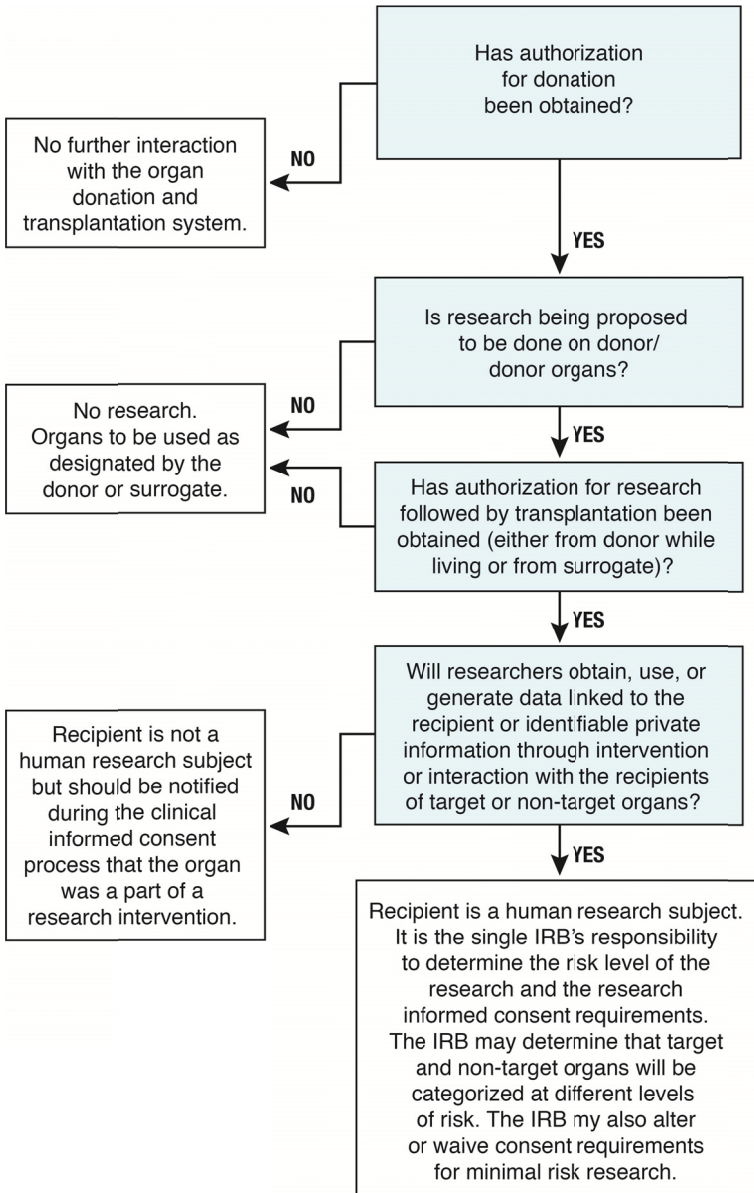 Has authorization
for donation
been obtained?
NO
No further interaction
with the organ
donation and
transplantation system.
YES
Is research being proposed
to be done on donor/
donor organs?
NO
No research.
Organs to be used as
designated by the
donor or surrogate.
YES
NO
Has authorization for research
followed by transplantation been
obtained (either from donor while
living or from surrogate)?
YES
Will researchers obtain, use, or
generate data linked to the
recipient or identifiable private
information through intervention
or interaction with the recipients
of target or non-target organs?
NO
Recipient is not a
human research subject
but should be notified
during the clinical
informed consent
process that the organ
was a part of a
research intervention.
YES
Recipient is a human research subject.
It is the single IRB's responsibility
to determine the risk level of the
research and the research
informed consent requirements.
The IRB may determine that target
and non-target organs will be
categorized at different levels
of risk. The IRB my also alter
or waive consent requirements
for minimal risk research.